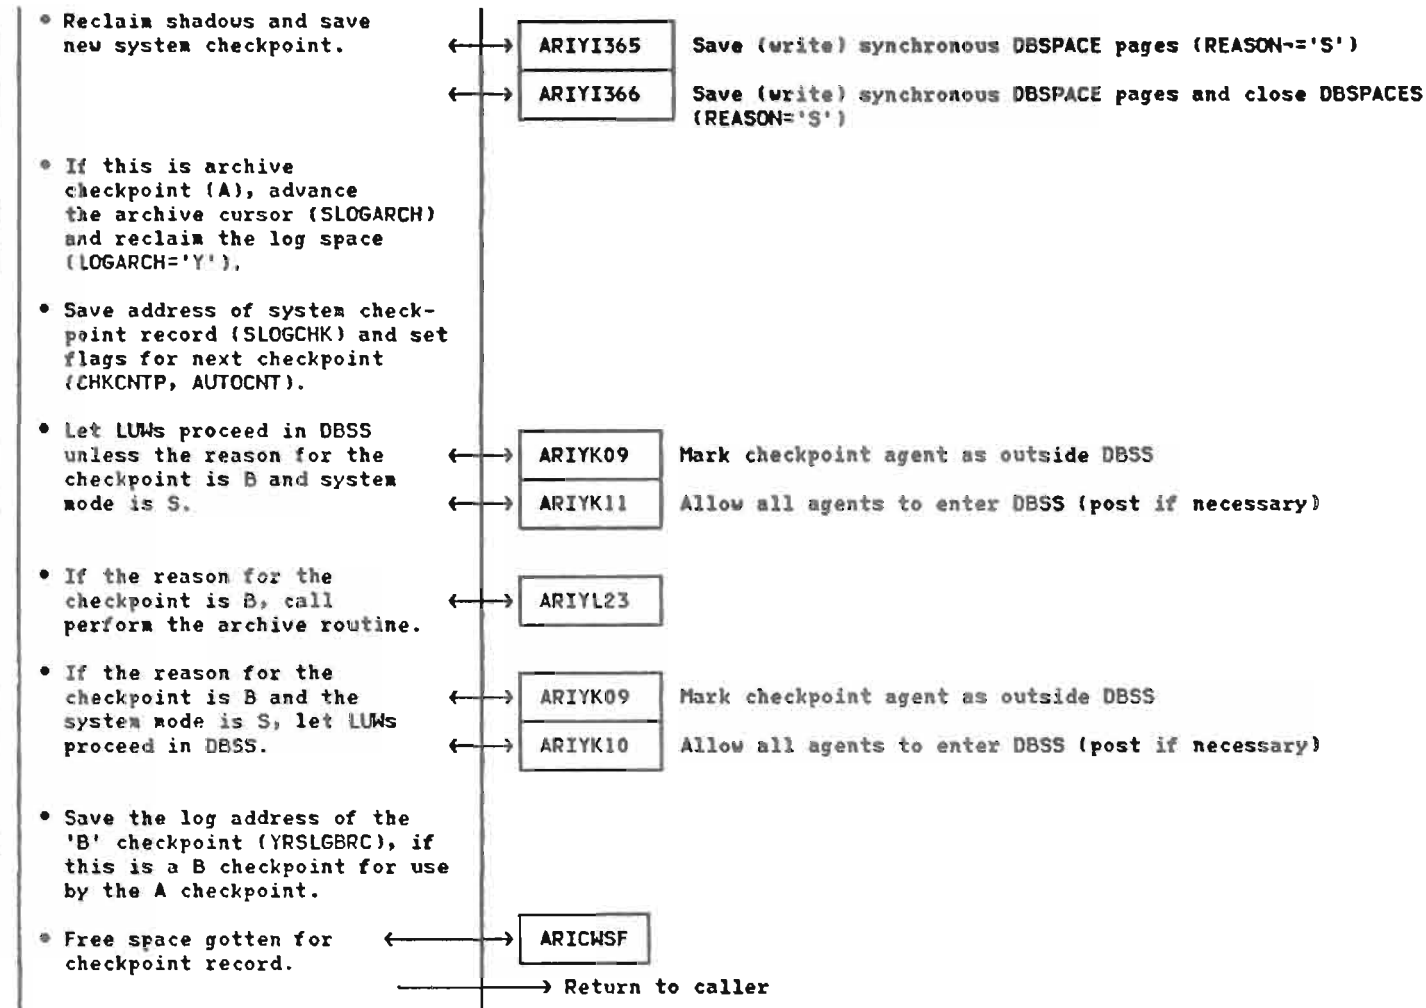 • Reclaim shadows and save
new system checkpoint.
ARIYI365 Save (write) synchronous DBSPACE pages (REASON¬='S')
ARIYI366 Save (write) synchronous DBSPACE pages and close DBSPACES
(REASON='S')
• If this is archive
checkpoint (A), advance
the archive cursor (SLOGARCH)
and reclaim the log space
(LOGARCH='Y').
• Save address of system check-
point record (SLOGCHK) and set
flags for next checkpoint
(CHKCNTP, AUTOCNT).
• Let LUWs proceed in DBSS
unless the reason for the
checkpoint is B and system
mode is S.
ARIYK09 Mark checkpoint agent as outside DBSS
ARIYK11 Allow all agents to enter DBSS (post if necessary)
• If the reason for the
checkpoint is B, call
perform the archive routine.
ARIYL23
• If the reason for the
checkpoint is B and the
system mode is S, let LUWs
proceed in DBSS.
ARIYK09 Mark checkpoint agent as outside DBSS
ARIYK10 Allow all agents to enter DBSS (post if necessary)
• Save the log address of the
'B' checkpoint (YRSLGBRC), if
this is a B checkpoint for use
by the A checkpoint.
• Free space gotten for
checkpoint record.
ARICWSF
Return to caller